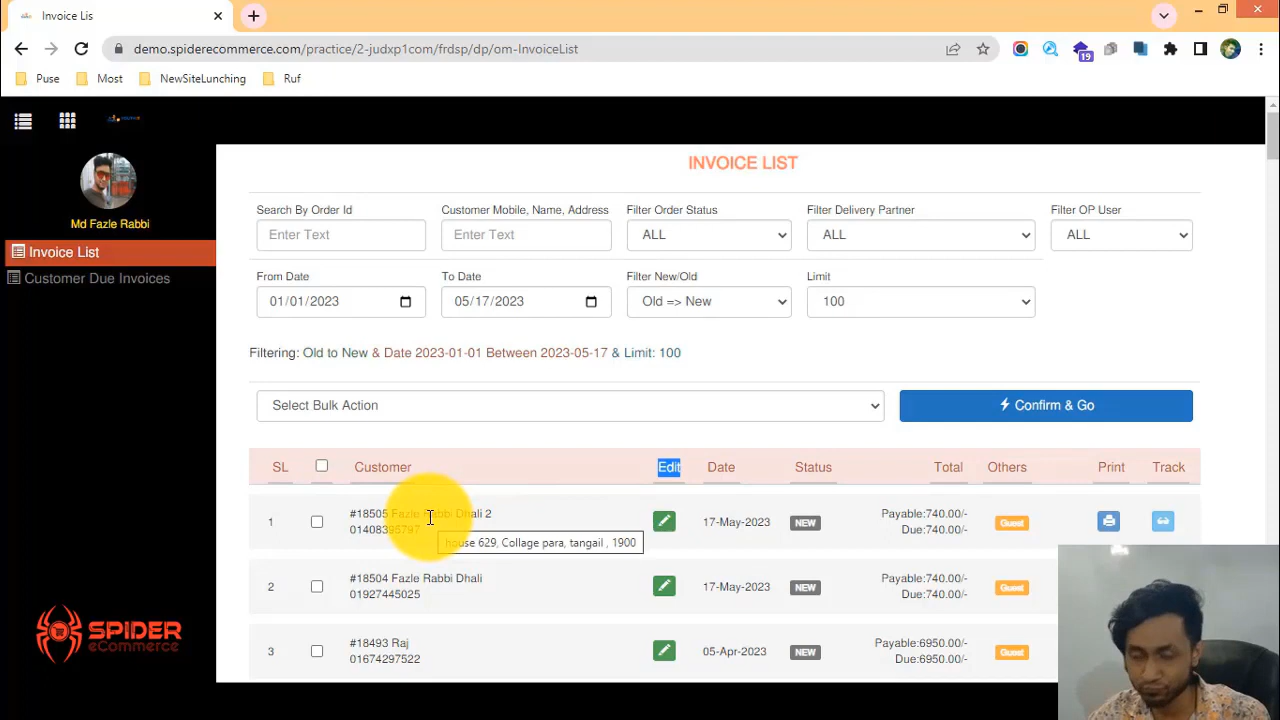 Invoice Lis
demo.spiderecommerce.com/practice/2-judxp1com/frdsp/dp/om-InvoiceList
19
Puse Most NewSiteLunching Ruf
Md Fazle Rabbi
Invoice List
Customer Due Invoices
SPIDER
eCommerce
INVOICE LIST
Search By Order Id Customer Mobile, Name, Address Filter Order Status Filter Delivery Partner Filter OP User
Enter Text Enter Text ALL ALL ALL
From Date To Date Filter New/Old Limit
01/01/2023 05/17/2023 Old => New 100
Filtering: Old to New & Date 2023-01-01 Between 2023-05-17 & Limit: 100
Select Bulk Action Confirm & Go
SL Customer Edit Date Status Total Others Print Track
1 #18505 Fazle Rabbi Dhali 2 17-May-2023 NEW Payable:740.00/- Guest
01408395797 Due:740.00/-
house 629, Collage para, tangail , 1900
2 #18504 Fazle Rabbi Dhali 17-May-2023 NEW Payable:740.00/- Guest
01927445025 Due:740.00/-
3 #18493 Raj 05-Apr-2023 NEW Payable:6950.00/- Guest
01674297522 Due:6950.00/-